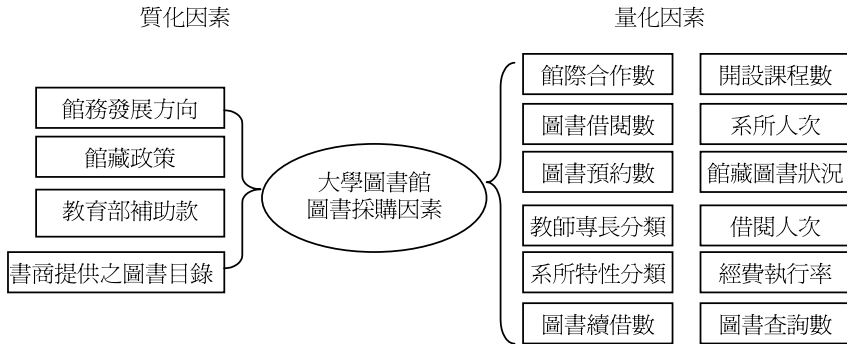 質化因素
量化因素
館務發展方向
館藏政策
教育部補助款
書商提供之圖書目錄
大學圖書館
圖書採購因素
館際合作數
開設課程數
圖書借閱數
系所人次
圖書預約數
館藏圖書狀況
教師專長分類
借閱人次
系所特性分類
經費執行率
圖書續借數
圖書查詢數